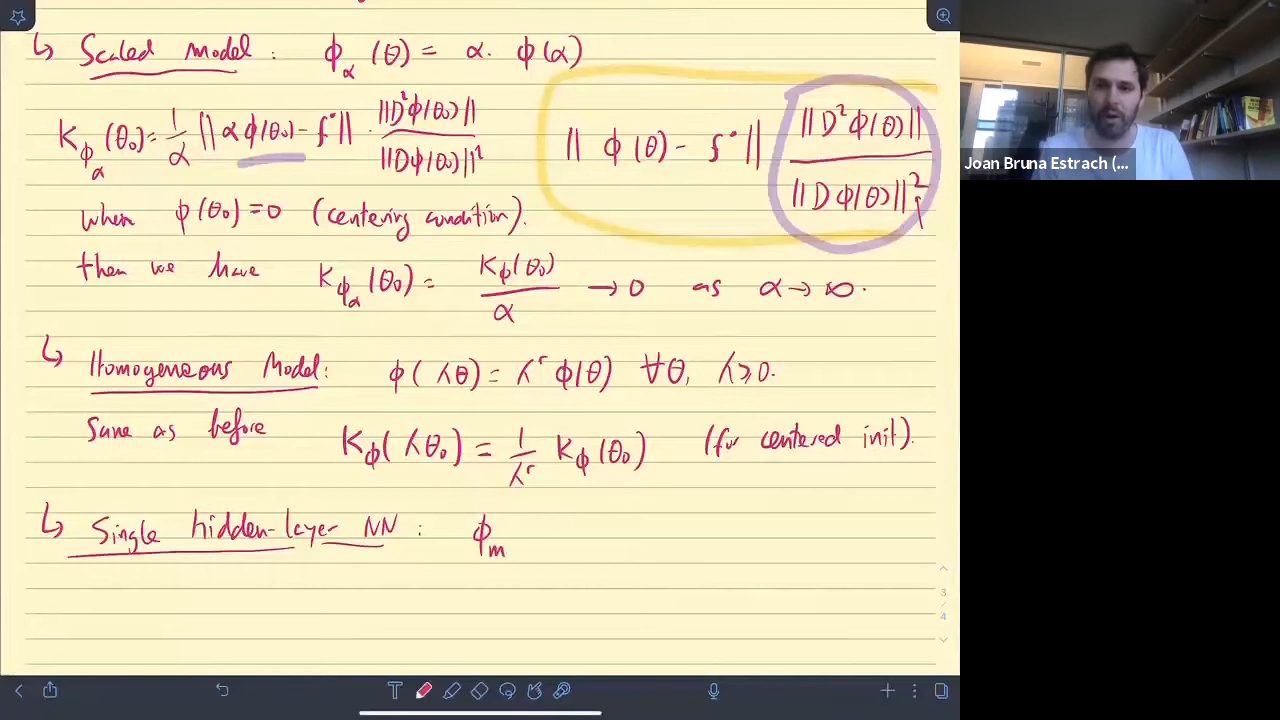 ↳ Scaled model : ϕ_α (θ) = α. ϕ(α)
K_{ϕ_α}(θ₀) = 1/α || α ϕ(θ₀) - f* || · ||D²ϕ(θ₀)|| / ||Dϕ(θ₀)||²
|| ϕ(θ) - f* || ||D²ϕ(θ)|| / ||Dϕ(θ)||²
when ϕ(θ₀) = 0 (centering condition).
then we have K_{ϕ_α}(θ₀) = K_ϕ(θ₀) / α → 0 as α → ∞.
↳ Homogeneous Model : ϕ( λθ) = λ^r ϕ(θ) ∀θ, λ ≥ 0.
Same as before K_ϕ( λθ₀) = 1/λ^r K_ϕ(θ₀) (for centered init).
↳ Single hidden-layer NN : ϕ_m
Joan Bruna Estrach (...
3
/
4
T